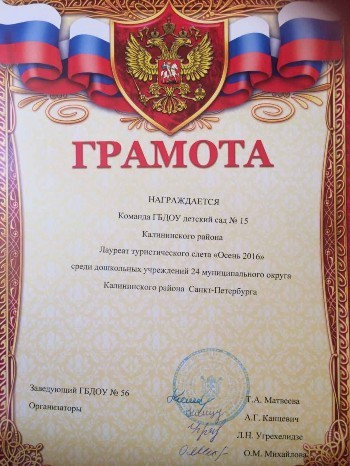 ГРАМОТА
НАГРАЖДАЕТСЯ
Команда ГБДОУ детский сад № 15
Калининского района
Лауреат туристического слета «Осень 2016»
среди дошкольных учреждений 24 муниципального округа
Калининского района Санкт-Петербурга
Заведующий ГБДОУ № 56
Т.А. Матвеева
Организаторы
А.Г. Канцевич
Л.Н. Угрехелидзе
О.М. Михайлова